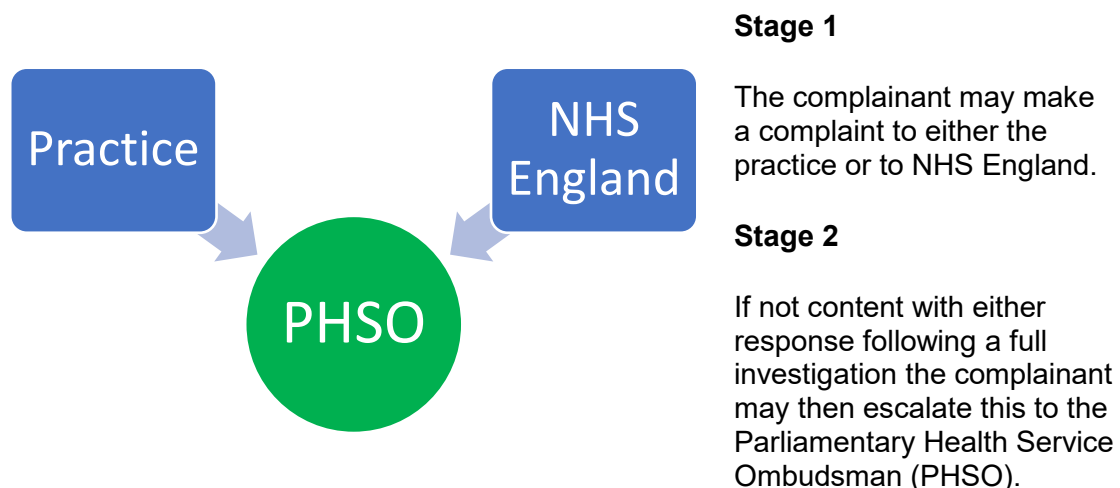 Practice
NHS
England
PHSO
Stage 1
The complainant may make
a complaint to either the
practice or to NHS England.
Stage 2
If not content with either
response following a full
investigation the complainant
may then escalate this to the
Parliamentary Health Service
Ombudsman (PHSO).